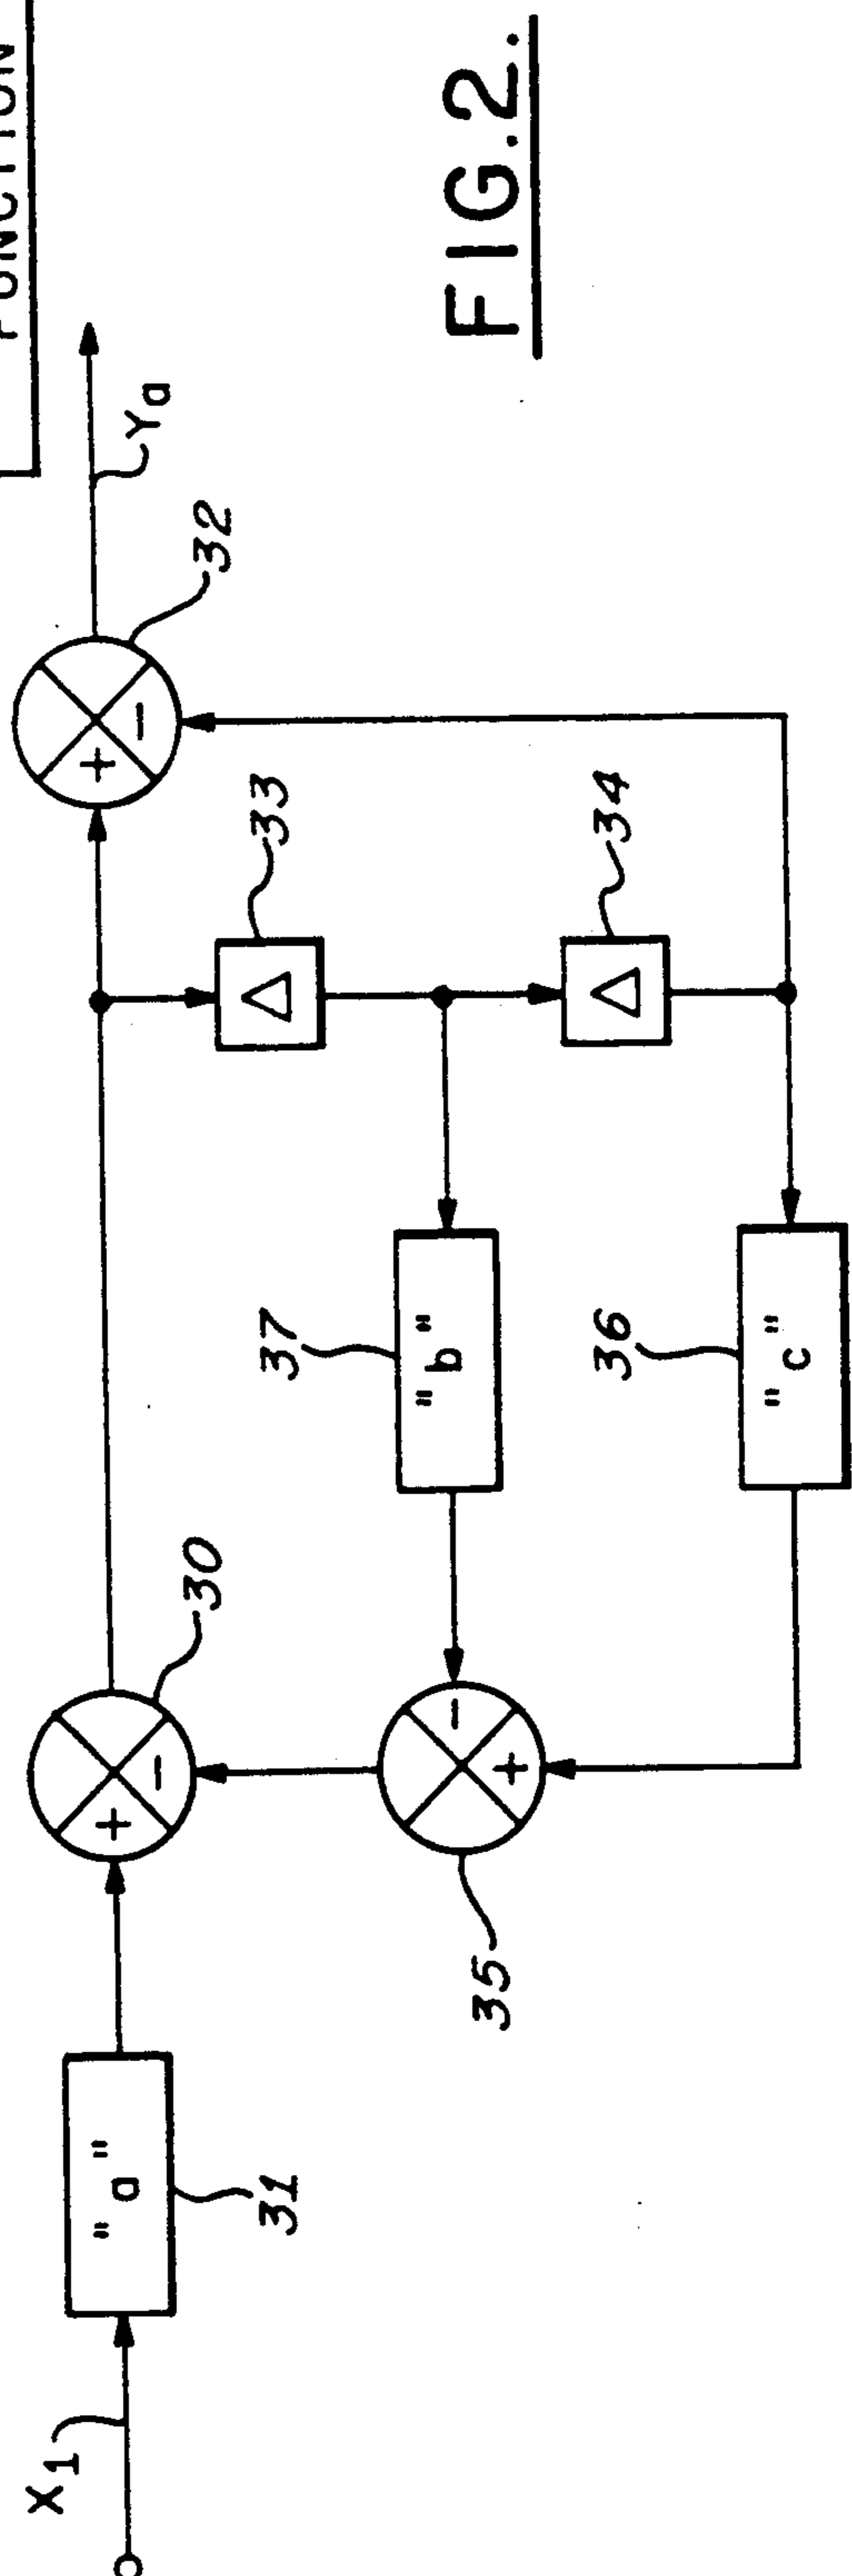 FUNCTION
X1
"a"
31
+
−
30
+
−
32
Ya
Δ
33
"b"
37
−
+
35
Δ
34
"c"
36
FIG.2.